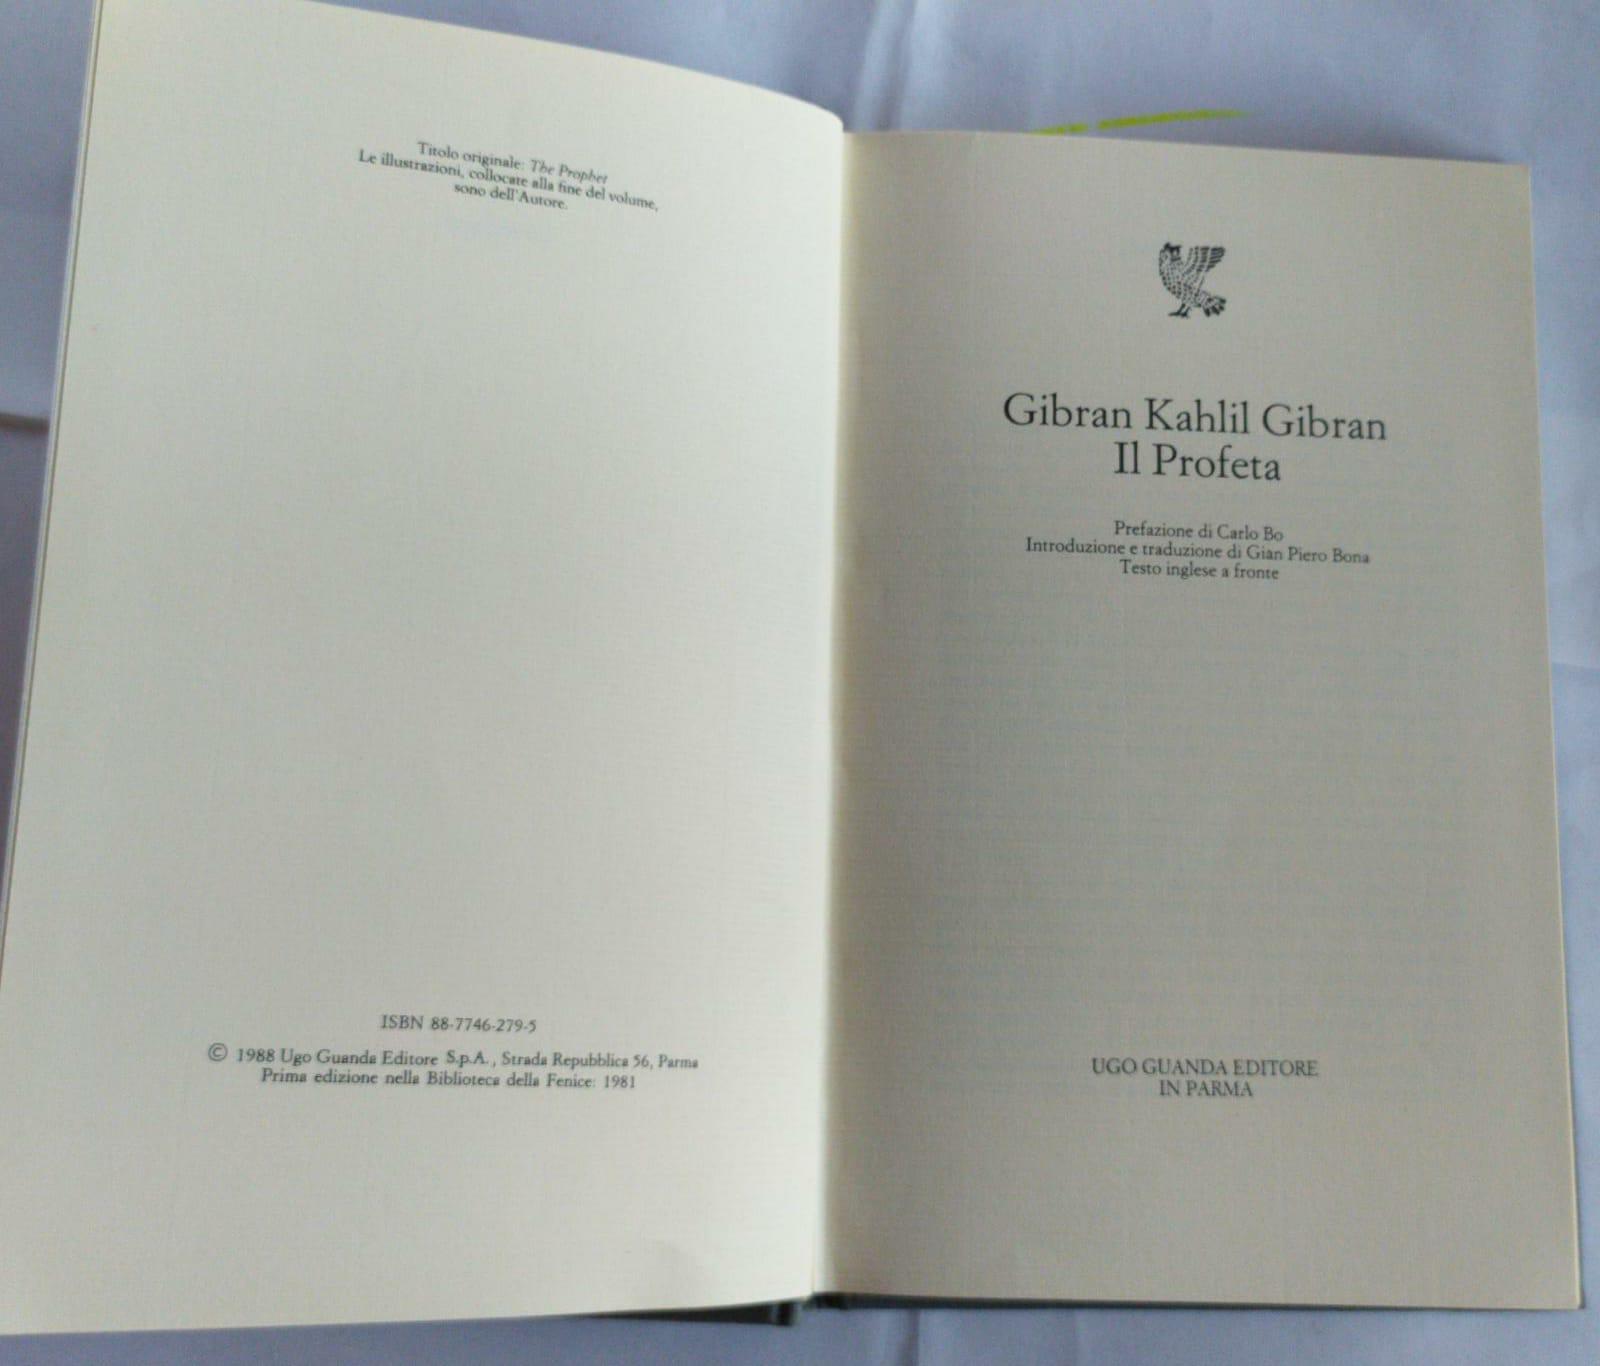 Titolo originale: The Prophet
Le illustrazioni, collocate alla fine del volume,
sono dell'Autore.
ISBN 88-7746-279-5
© 1988 Ugo Guanda Editore S.p.A., Strada Repubblica 56, Parma
Prima edizione nella Biblioteca della Fenice: 1981
Gibran Kahlil Gibran
Il Profeta
Prefazione di Carlo Bo
Introduzione e traduzione di Gian Piero Bona
Testo inglese a fronte
UGO GUANDA EDITORE
IN PARMA